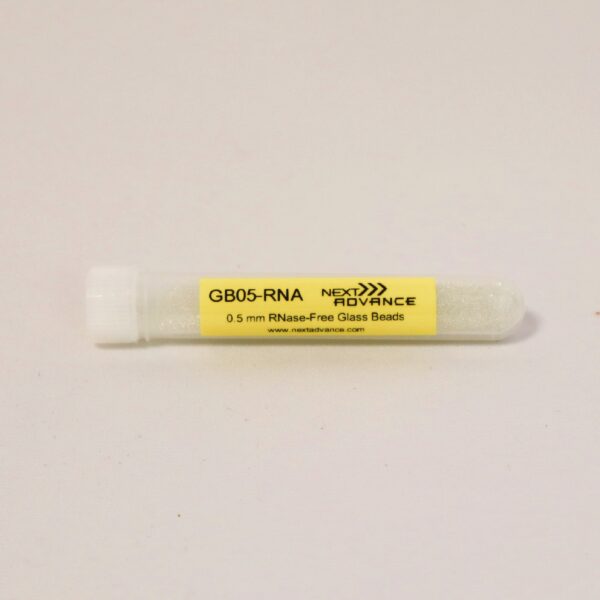 GB05-RNA
NEXT ADVANCE
0.5 mm RNase-Free Glass Beads
www.nextadvance.com